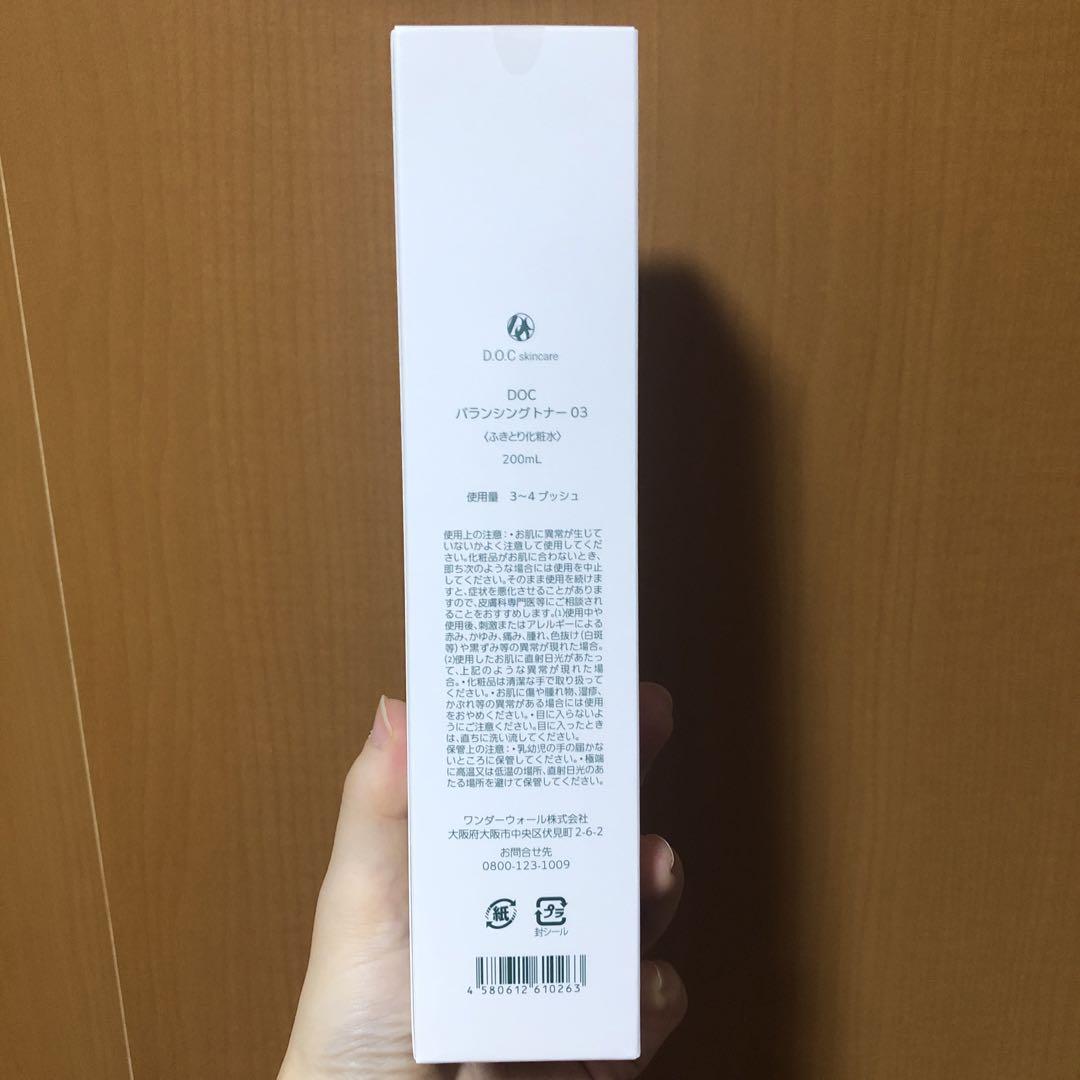 D.O.C skincare
DOC
バランシングトナー 03
〈ふきとり化粧水〉
200mL
使用量　3〜4 プッシュ
使用上の注意：・お肌に異常が生じて
いないかよく注意して使用してくだ
さい。化粧品がお肌に合わないとき、
即ち次のような場合には使用を中止
してください。そのまま使用を続けま
すと、症状を悪化させることがありま
すので、皮膚科専門医等にご相談され
ることをおすすめします。(1)使用中や
使用後、刺激またはアレルギーによる
赤み、かゆみ、痛み、腫れ、色抜け（白斑
等）や黒ずみ等の異常が現れた場合。
(2)使用したお肌に直射日光があたっ
て、上記のような異常が現れた場
合。・化粧品は清潔な手で取り扱って
ください。・お肌に傷や腫れ物、湿疹、
かぶれ等の異常がある場合には使用
をおやめください。・目に入らないよ
うにご注意ください。目に入ったとき
は、直ちに洗い流してください。
保管上の注意：・乳幼児の手の届かな
いところに保管してください。・極端
に高温又は低温の場所、直射日光のあ
たる場所を避けて保管してください。
ワンダーウォール株式会社
大阪府大阪市中央区伏見町 2-6-2
お問合せ先
0800-123-1009
紙 プラ
封シール
4 580612 610263